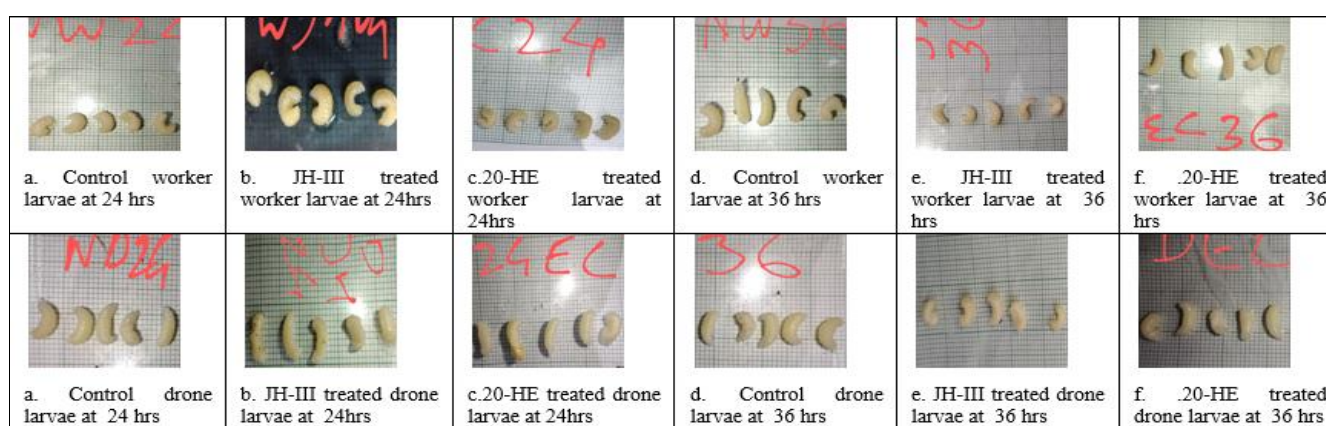 C24
36
EC 36
a. Control worker
larvae at 24 hrs
b. JH-III treated
worker larvae at 24hrs
c.20-HE treated
worker larvae at
24hrs
d. Control worker
larvae at 36 hrs
e. JH-III treated
worker larvae at 36
hrs
f. .20-HE treated
worker larvae at 36
hrs
ND24
24EC
36
DEC
a. Control drone
larvae at 24 hrs
b. JH-III treated drone
larvae at 24hrs
c.20-HE treated drone
larvae at 24hrs
d. Control drone
larvae at 36 hrs
e. JH-III treated drone
larvae at 36 hrs
f. .20-HE treated
drone larvae at 36 hrs